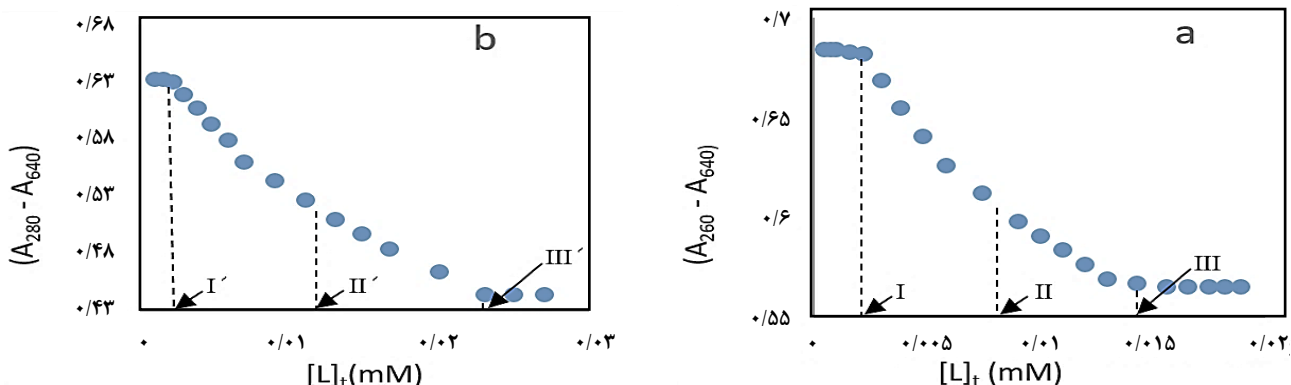 b
(A₂₈₀ - A₆₄₀)
۰/۶۸
۰/۶۳
۰/۵۸
۰/۵۳
۰/۴۸
۰/۴۳
I´
II´
III´
۰ ۰/۰۱ ۰/۰۲ ۰/۰۳
[L]ₜ(mM)
a
(A₂₆₀ - A₆₄₀)
۰/۷
۰/۶۵
۰/۶
۰/۵۵
I
II
III
۰ ۰/۰۰۵ ۰/۰۱ ۰/۰۱۵ ۰/۰۲
[L]ₜ (mM)